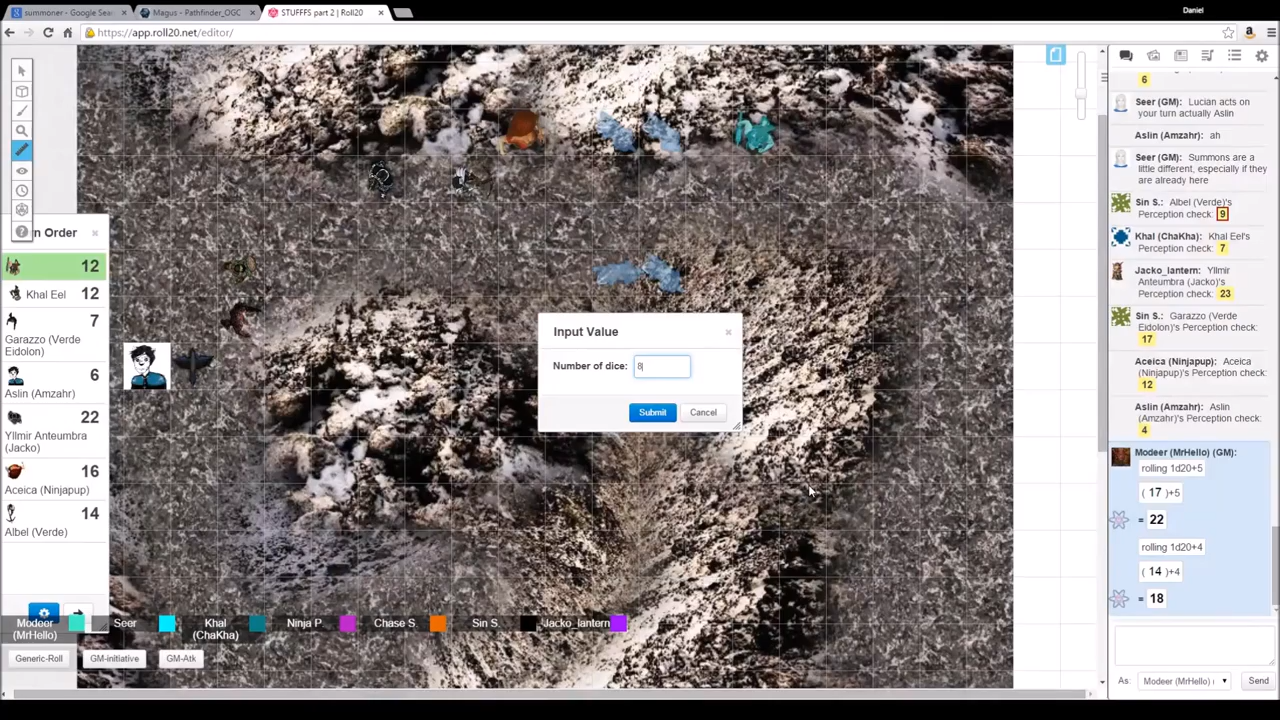 summoner - Google Sea
Magus - Pathfinder_OGC
STUFFFS part 2 | Roll20
Daniel
https://app.roll20.net/editor/
6
Seer (GM): Lucian acts on
your turn actually Aslin
Aslin (Amzahr): ah
Seer (GM): Summons are a
little different, especially if they
are already here
Sin S.: Albel (Verde)'s
Perception check: 9
Khal (ChaKha): Khal Eel's
Perception check: 7
Jacko_lantern: Yllmir
Anteumbra (Jacko)'s
Perception check: 23
Sin S.: Garazzo (Verde
Eidolon)'s Perception check:
17
Aceica (Ninjapup): Aceica
(Ninjapup)'s Perception check:
12
Aslin (Amzahr): Aslin
(Amzahr)'s Perception check:
4
Modeer (MrHello) (GM):
rolling 1d20+5
( 17 )+5
= 22
rolling 1d20+4
( 14 )+4
= 18
As:
Modeer (MrHello) (
Send
n Order
12
Khal Eel 12
7
Garazzo (Verde
Eidolon)
6
Aslin (Amzahr)
22
Yllmir Anteumbra
(Jacko)
16
Aceica (Ninjapup)
14
Albel (Verde)
Input Value
Number of dice: 8
Submit
Cancel
Modeer
(MrHello)
Seer
Khal
(ChaKha)
Ninja P.
Chase S.
Sin S.
Jacko_lantern
Generic-Roll
GM-initiative
GM-Atk